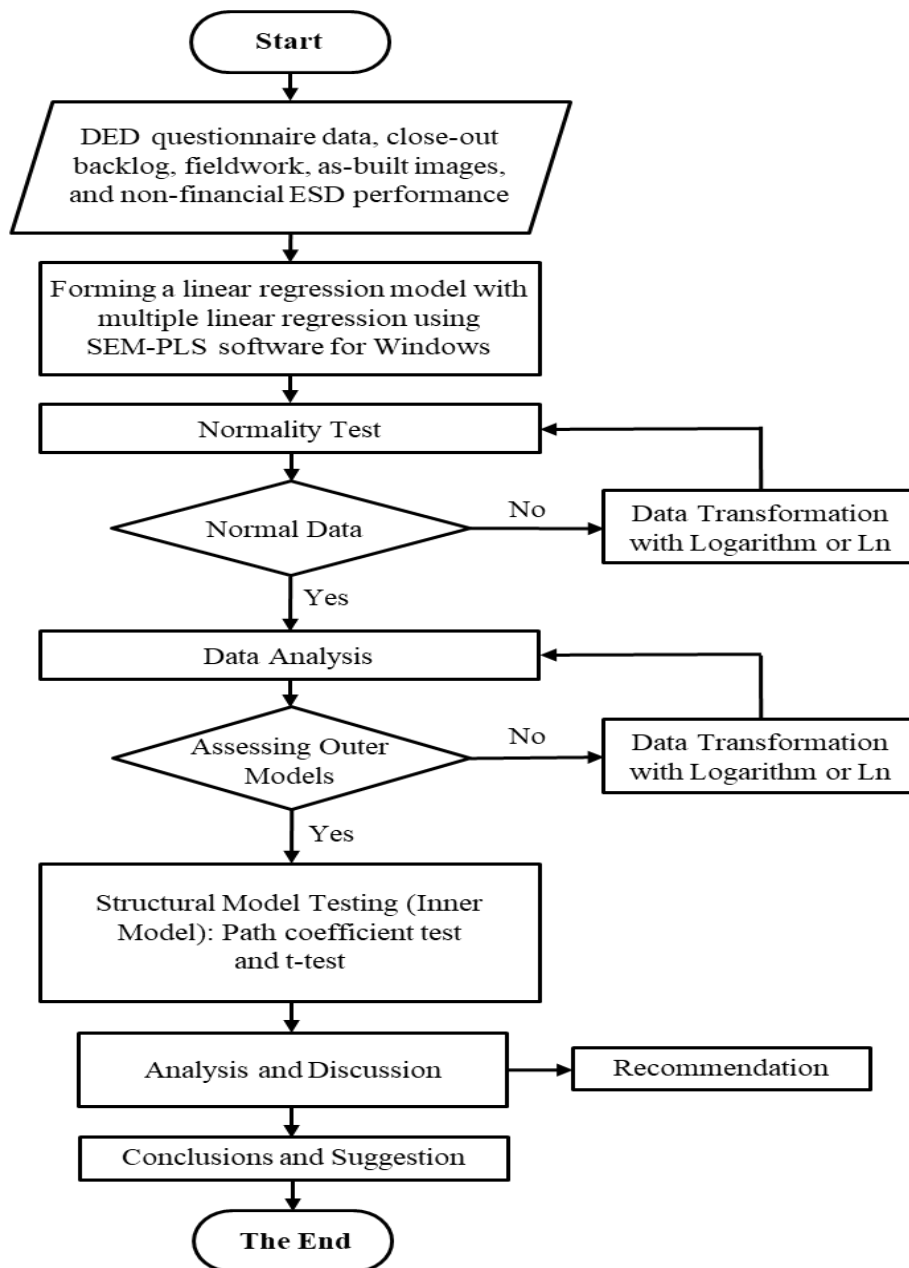 Start
DED questionnaire data, close-out
backlog, fieldwork, as-built images,
and non-financial ESD performance
Forming a linear regression model with
multiple linear regression using
SEM-PLS software for Windows
Normality Test
Normal Data
No
Data Transformation
with Logarithm or Ln
Yes
Data Analysis
Assessing Outer
Models
No
Data Transformation
with Logarithm or Ln
Yes
Structural Model Testing (Inner
Model): Path coefficient test
and t-test
Analysis and Discussion
Recommendation
Conclusions and Suggestion
The End